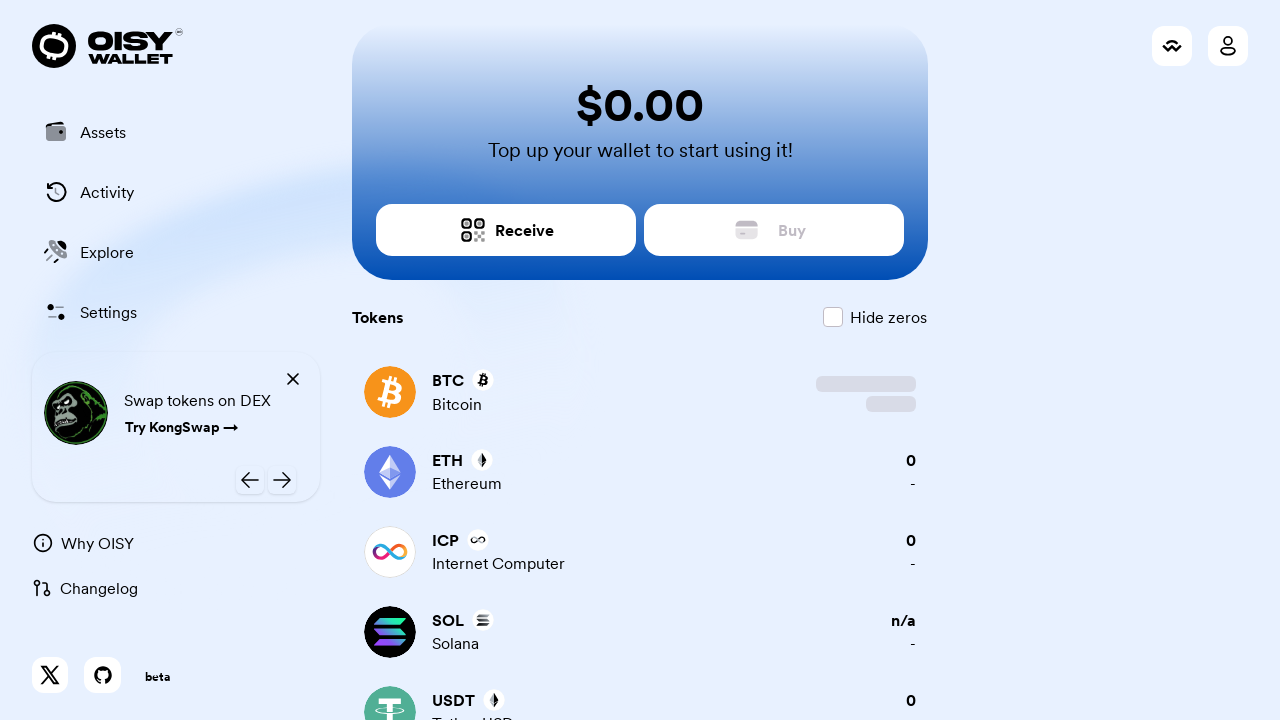 OISY
WALLET
Assets
Activity
Explore
Settings
Swap tokens on DEX
Try KongSwap →
Why OISY
Changelog
beta
$0.00
Top up your wallet to start using it!
Receive
Buy
Tokens
Hide zeros
BTC
Bitcoin
ETH
0
Ethereum
-
ICP
0
Internet Computer
-
SOL
n/a
Solana
-
USDT
0